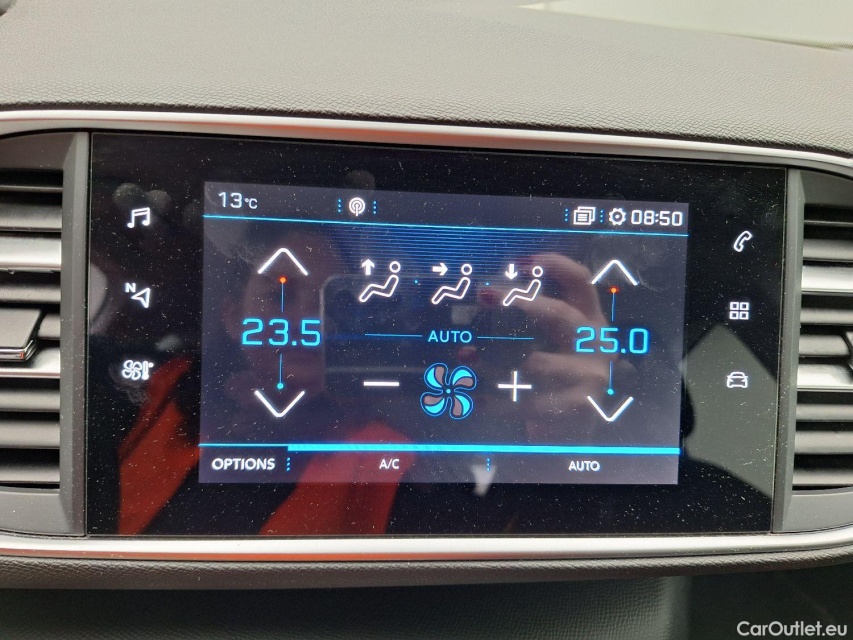 13°C
08:50
N
23.5
AUTO
25.0
OPTIONS
A/C
AUTO
CarOutlet.eu